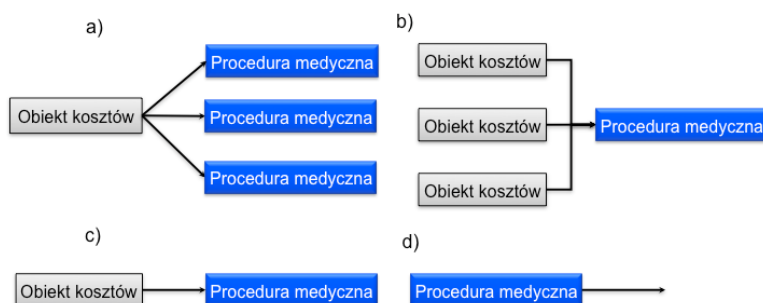 a)
Procedura medyczna
Obiekt kosztów
Procedura medyczna
Procedura medyczna
b)
Obiekt kosztów
Obiekt kosztów
Procedura medyczna
Obiekt kosztów
c)
Obiekt kosztów
Procedura medyczna
d)
Procedura medyczna